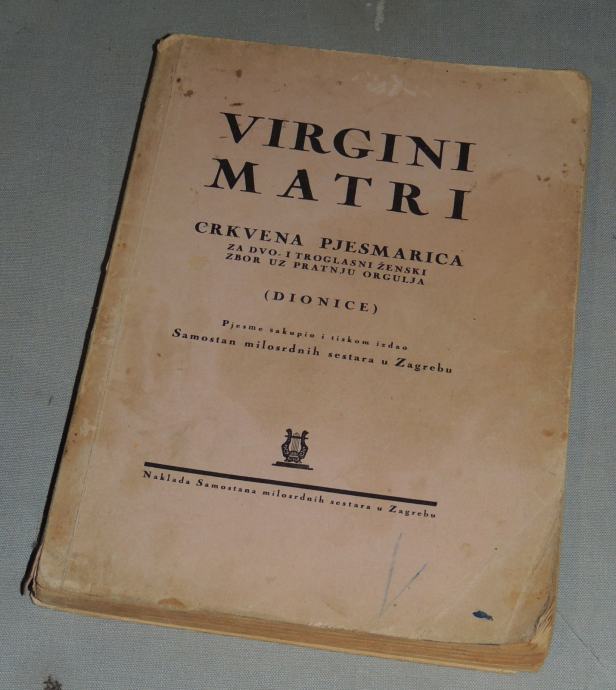 VIRGINI
MATRI
CRKVENA PJESMARICA
ZA DVO- I TROGLASNI ŽENSKI
ZBOR UZ PRATNJU ORGULJA
(DIONICE)
Pjesme sakupio i tiskom izdao
Samostan milosrdnih sestara u Zagrebu
Naklada Samostana milosrdnih sestara u Zagrebu